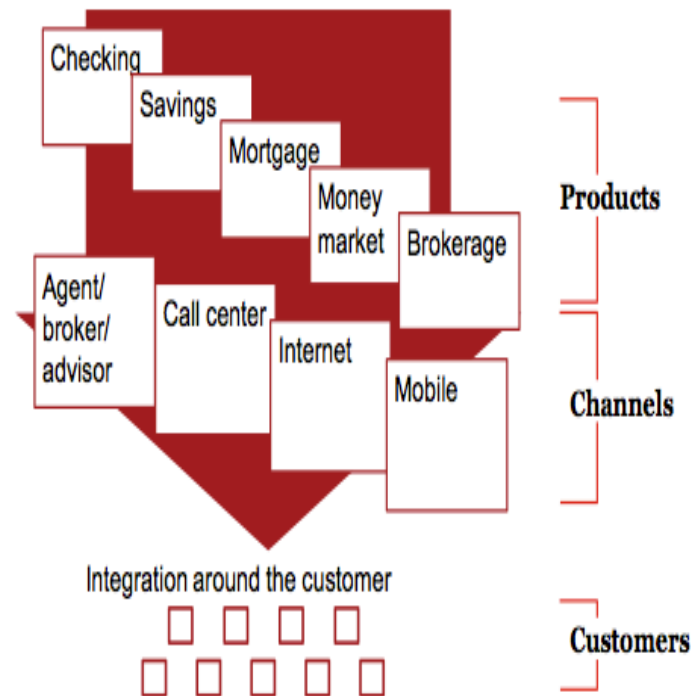 Checking
Savings
Mortgage
Money
market
Brokerage
Products
Agent/
broker/
advisor
Call center
Internet
Mobile
Channels
Integration around the customer
Customers